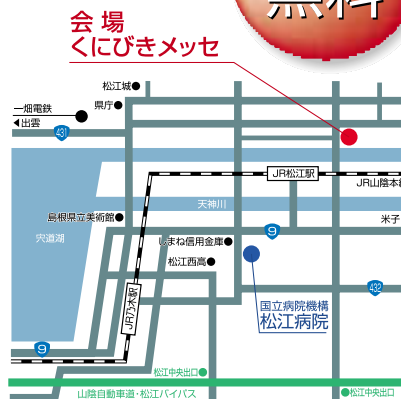 無料
会 場
くにびきメッセ
松江城
県庁
一畑電鉄
◀出雲
431
JR松江駅
JR山陰本線
天神川
島根県立美術館
米子
宍道湖
9
しまね信用金庫
松江西高
432
国立病院機構
松江病院
JR乃木駅
9
松江中央出口
山陰自動車道・松江バイパス
松江中央出口